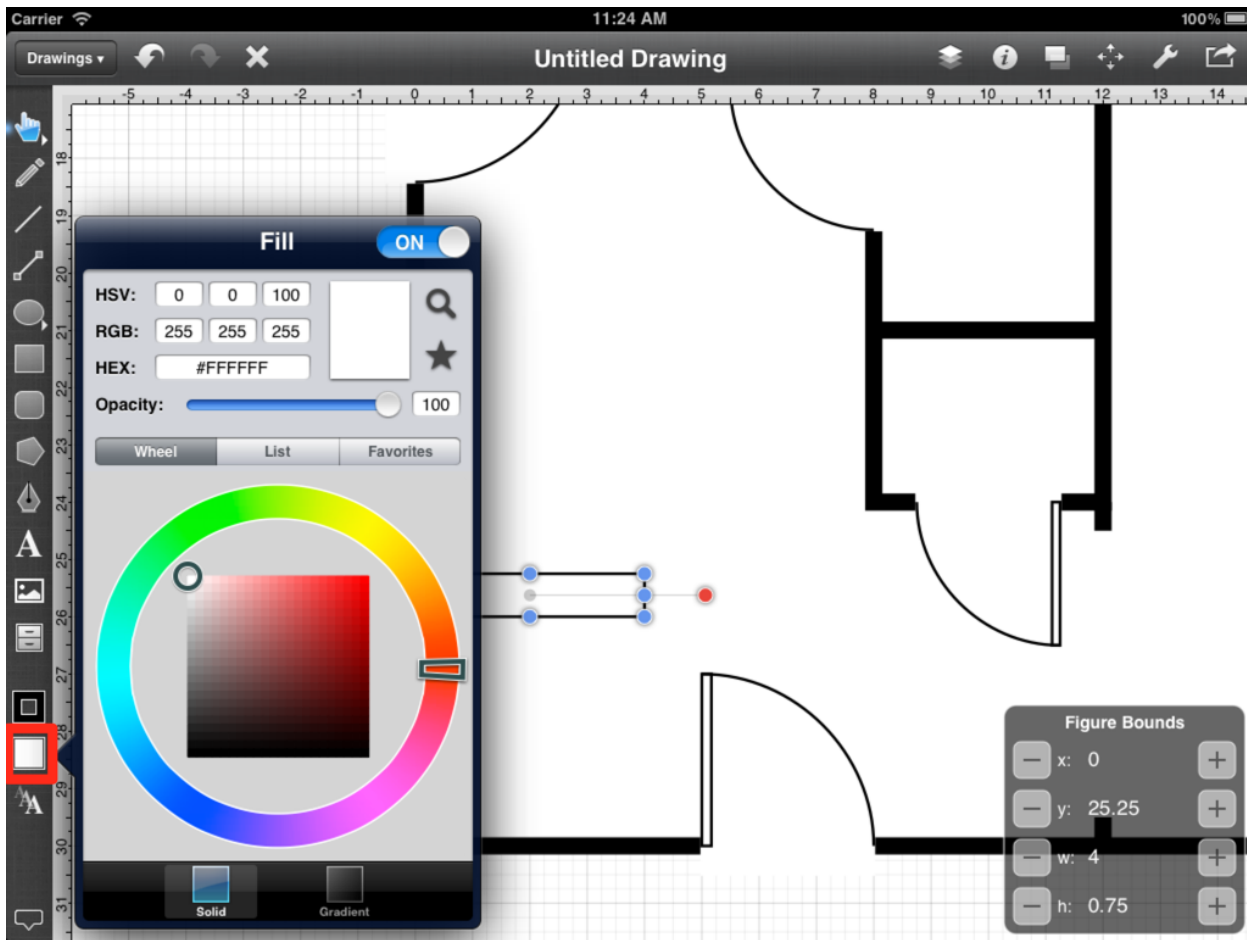 Carrier 11:24 AM 100%
Drawings ▾ Untitled Drawing
-5 -4 -3 -2 -1 0 1 2 3 4 5 6 7 8 9 10 11 12 13 14
18
19
20
21
22
23
24
25
26
27
28
29
30
31
Fill ON
HSV: 0 0 100
RGB: 255 255 255
HEX: #FFFFFF
Opacity: 100
Wheel List Favorites
A
AAA
Solid Gradient
Figure Bounds
x: 0
y: 25.25
w: 4
h: 0.75